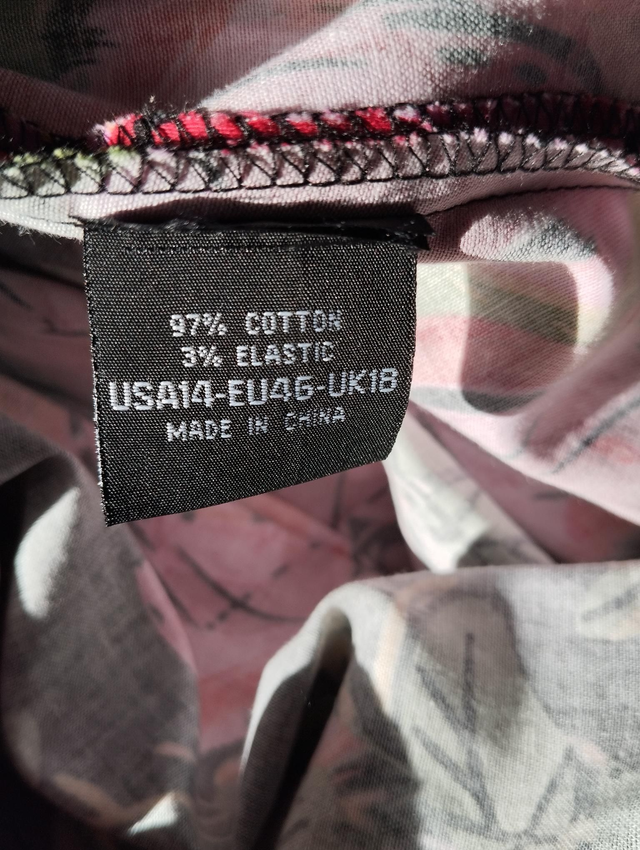 97% COTTON
3% ELASTIC
USA14-EU46-UK18
MADE IN CHINA